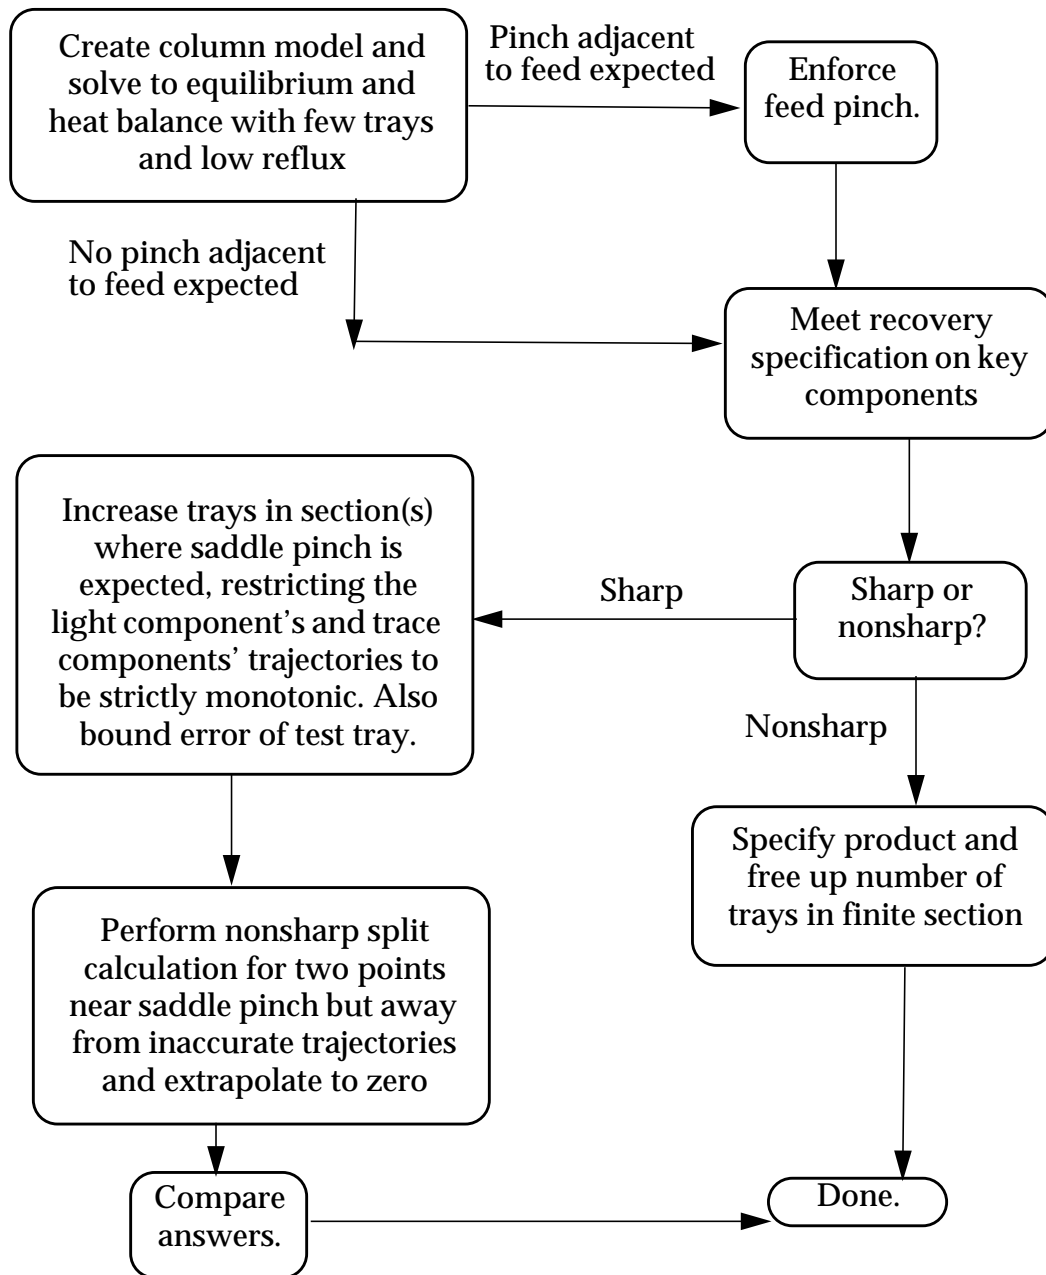 Create column model and
solve to equilibrium and
heat balance with few trays
and low reflux
Pinch adjacent
to feed expected
Enforce
feed pinch.
No pinch adjacent
to feed expected
Meet recovery
specification on key
components
Increase trays in section(s)
where saddle pinch is
expected, restricting the
light component's and trace
components' trajectories to
be strictly monotonic. Also
bound error of test tray.
Sharp
Sharp or
nonsharp?
Nonsharp
Specify product and
free up number of
trays in finite section
Perform nonsharp split
calculation for two points
near saddle pinch but away
from inaccurate trajectories
and extrapolate to zero
Compare
answers.
Done.